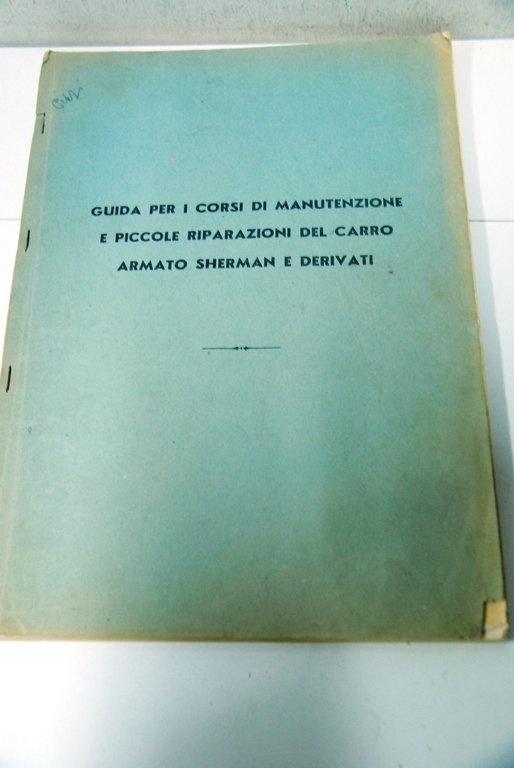 GUIDA PER I CORSI DI MANUTENZIONE
E PICCOLE RIPARAZIONI DEL CARRO
ARMATO SHERMAN E DERIVATI